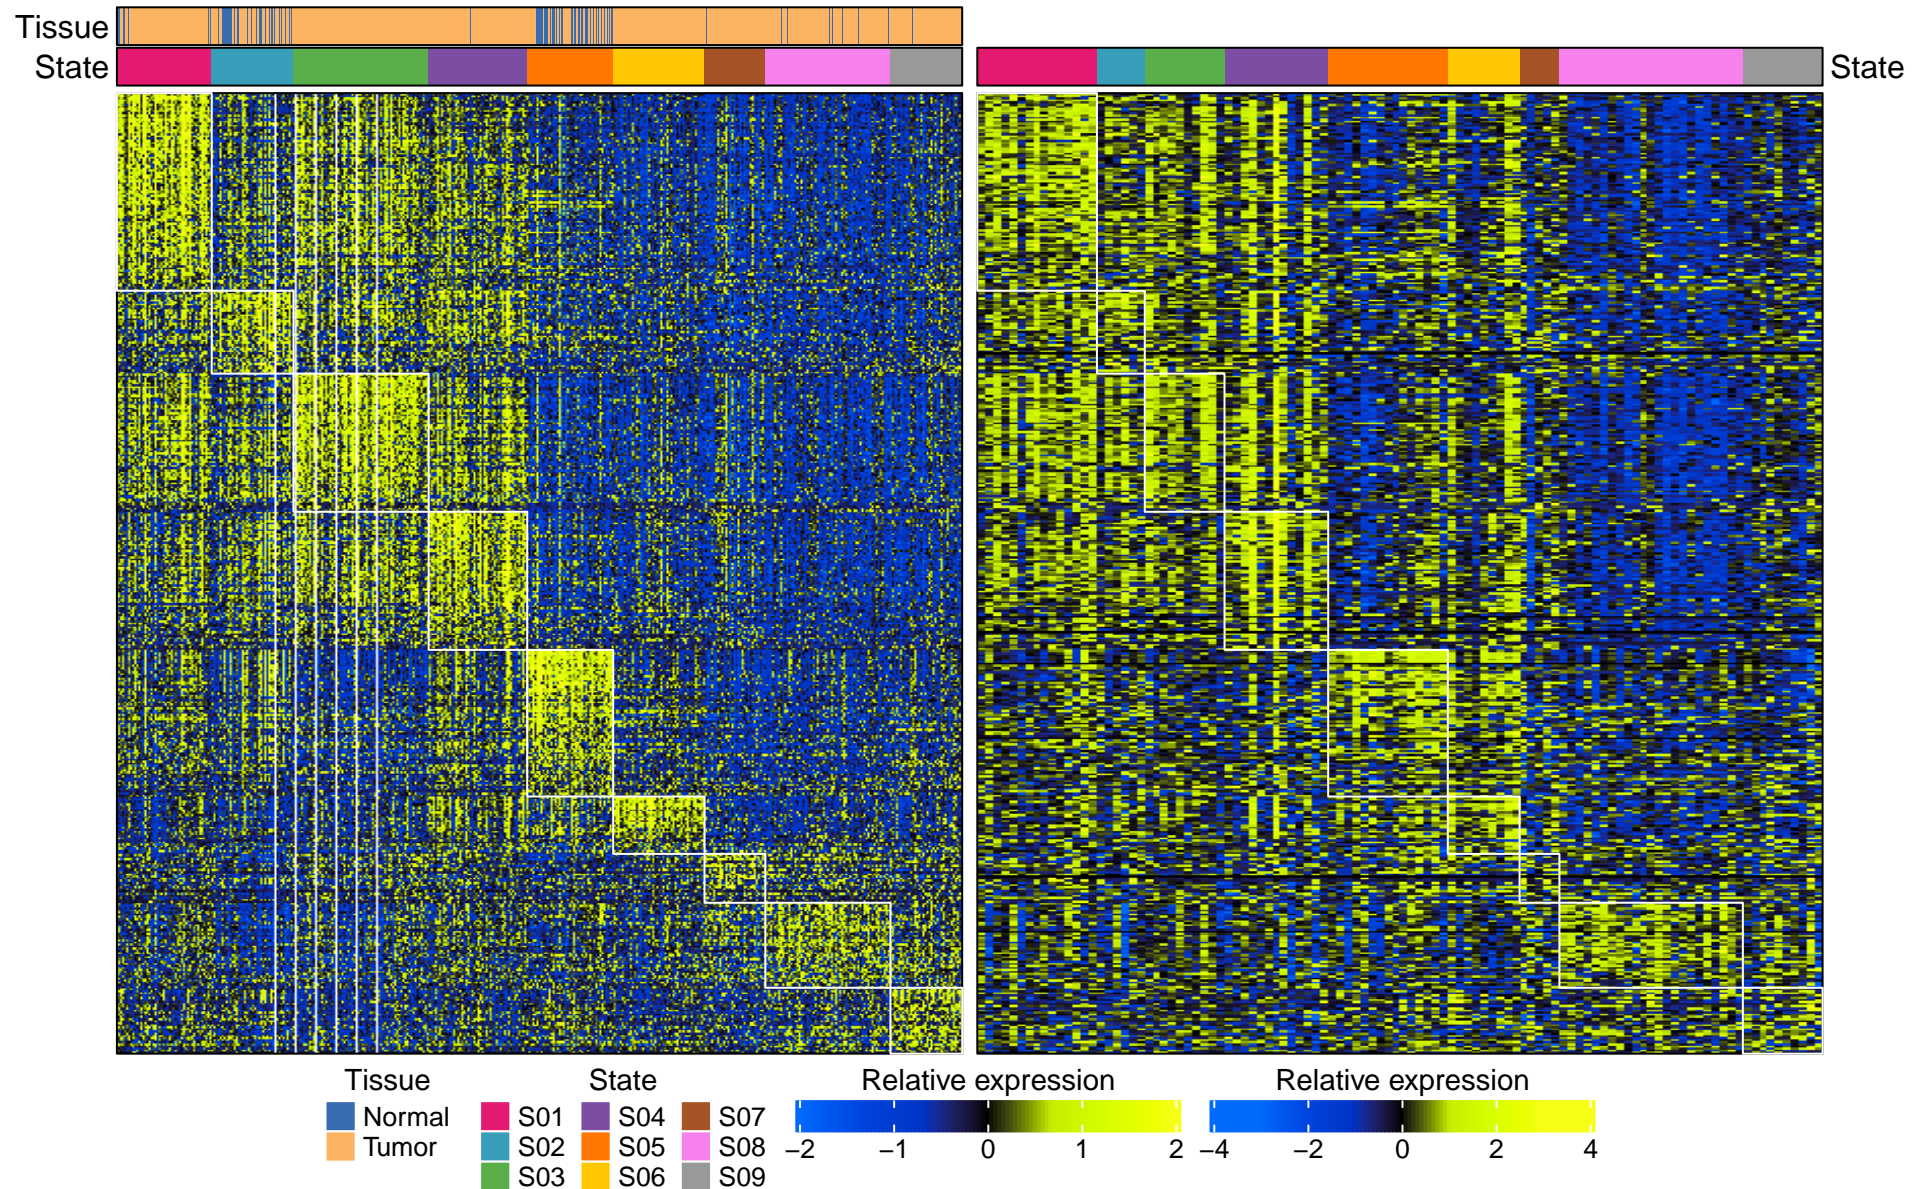 Tissue
State
State
Tissue
Normal
Tumor
State
S01 S04 S07
S02 S05 S08
S03 S06 S09
Relative expression
−2 −1 0 1 2
Relative expression
−4 −2 0 2 4